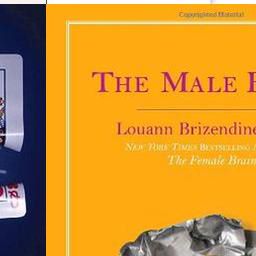 Copyrighted Material
THE MALE
Louann Brizendine
NEW YORK TIMES BESTSELLING
The Female Brain